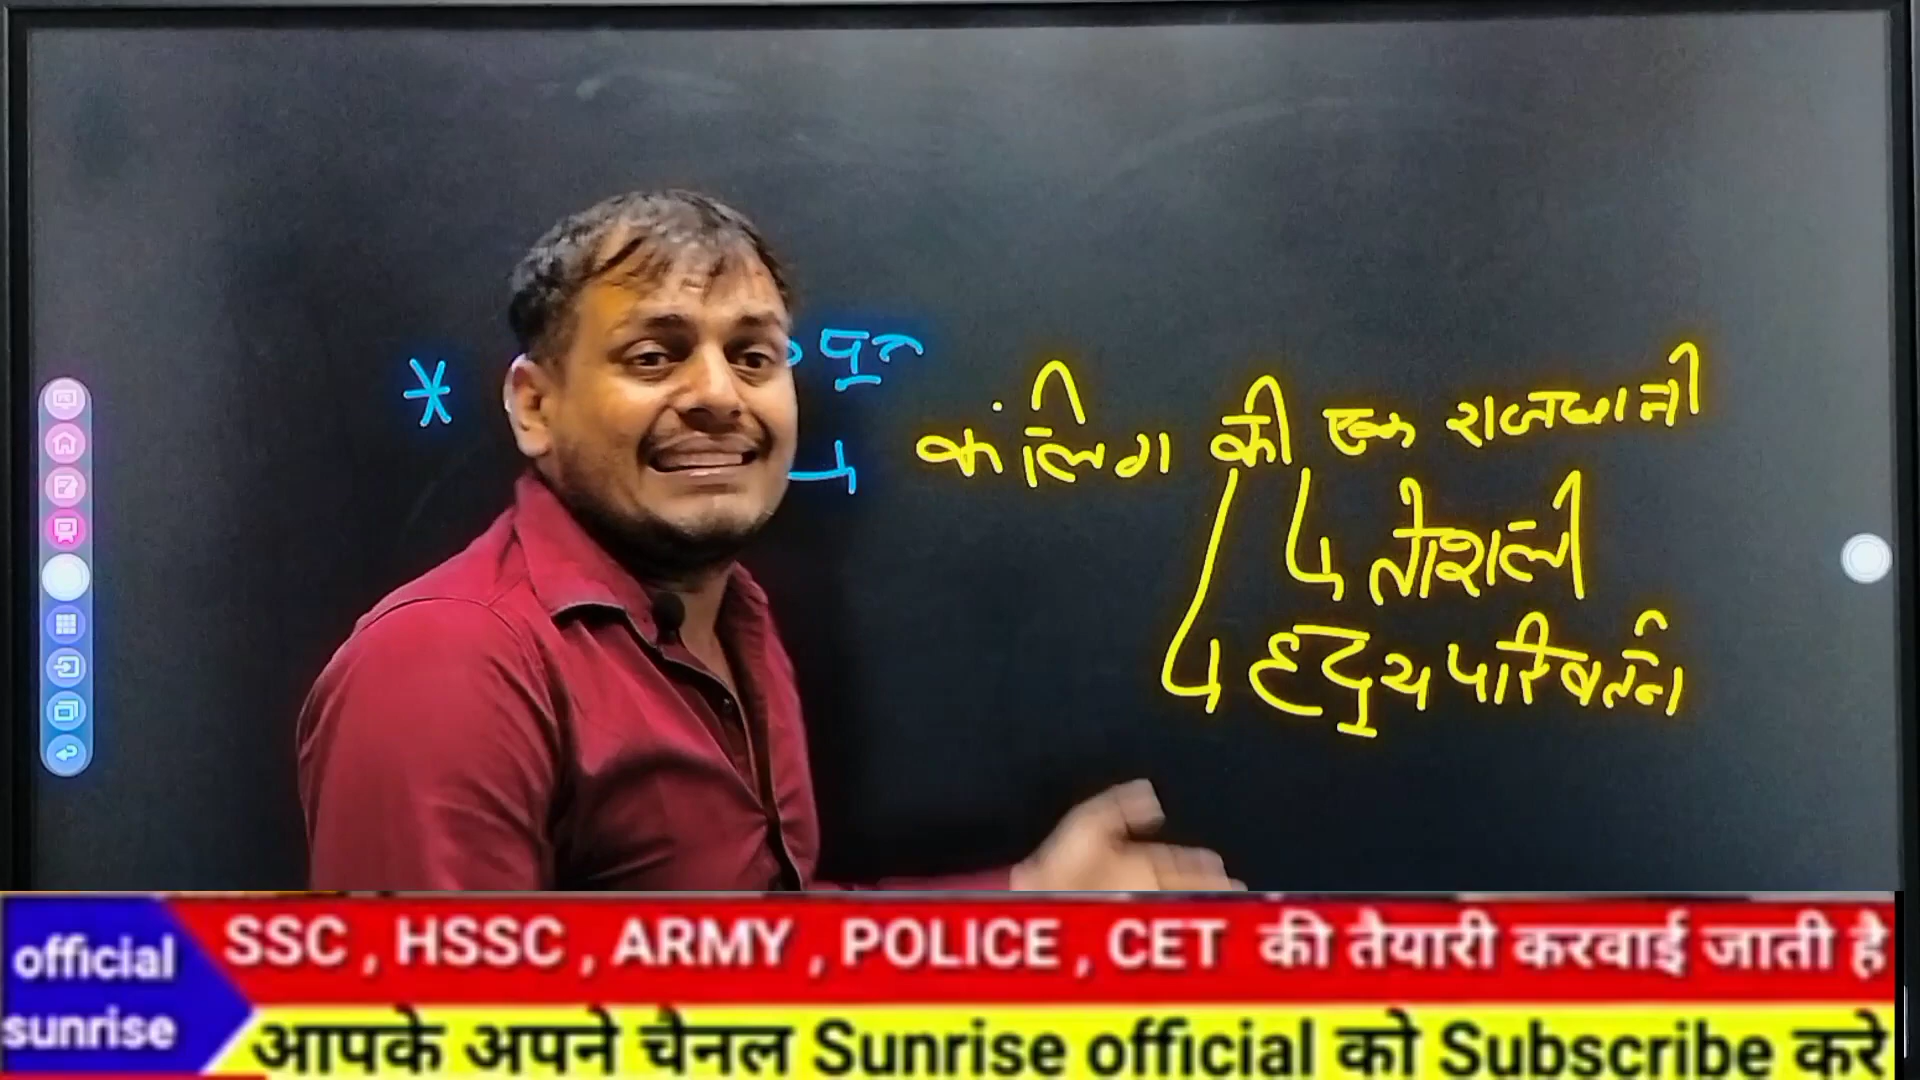 कलिंग की एक राजधानी
तोशली
हृदय परिवर्तन
official
sunrise
SSC , HSSC , ARMY , POLICE , CET की तैयारी करवाई जाती है
आपके अपने चैनल Sunrise official को Subscribe करे